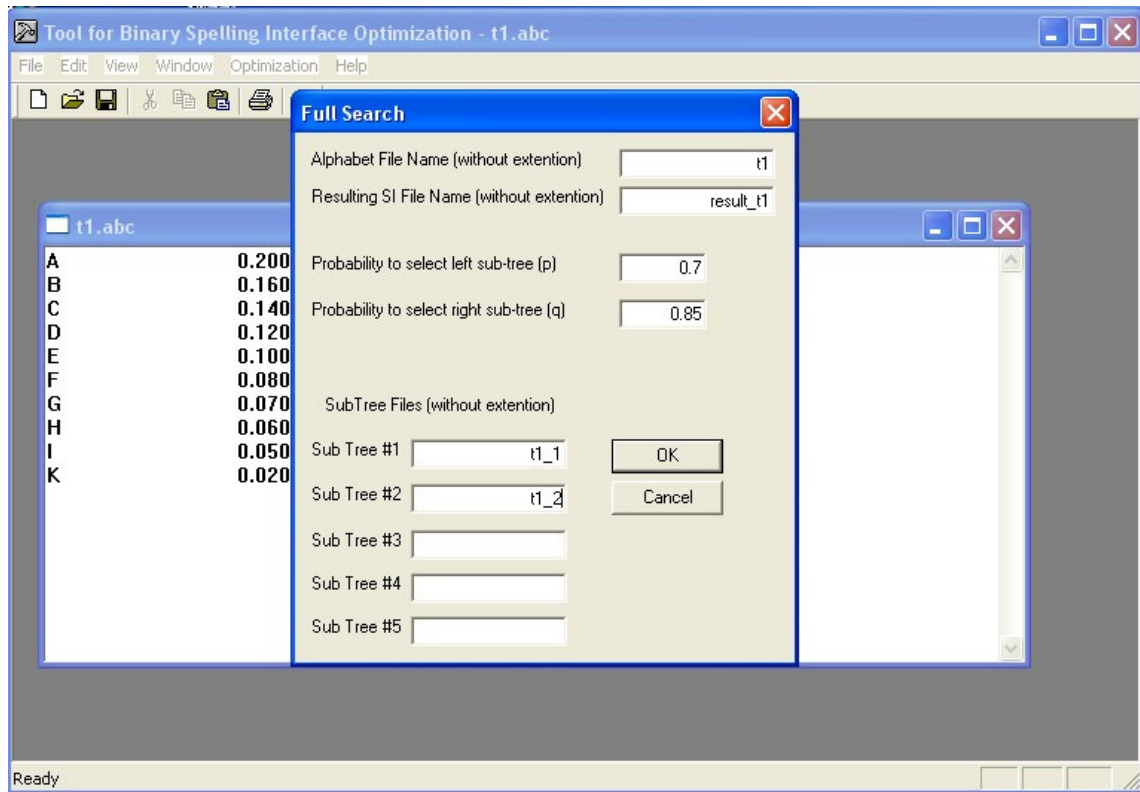 Tool for Binary Spelling Interface Optimization - t1.abc
File Edit View Window Optimization Help
Full Search
Alphabet File Name (without extention) t1
Resulting SI File Name (without extention) result_t1
t1.abc
A 0.200
B 0.160
C 0.140
D 0.120
E 0.100
F 0.080
G 0.070
H 0.060
I 0.050
K 0.020
Probability to select left sub-tree (p) 0.7
Probability to select right sub-tree (q) 0.85
SubTree Files (without extention)
Sub Tree #1 t1_1
OK
Sub Tree #2 t1_2
Cancel
Sub Tree #3
Sub Tree #4
Sub Tree #5
Ready